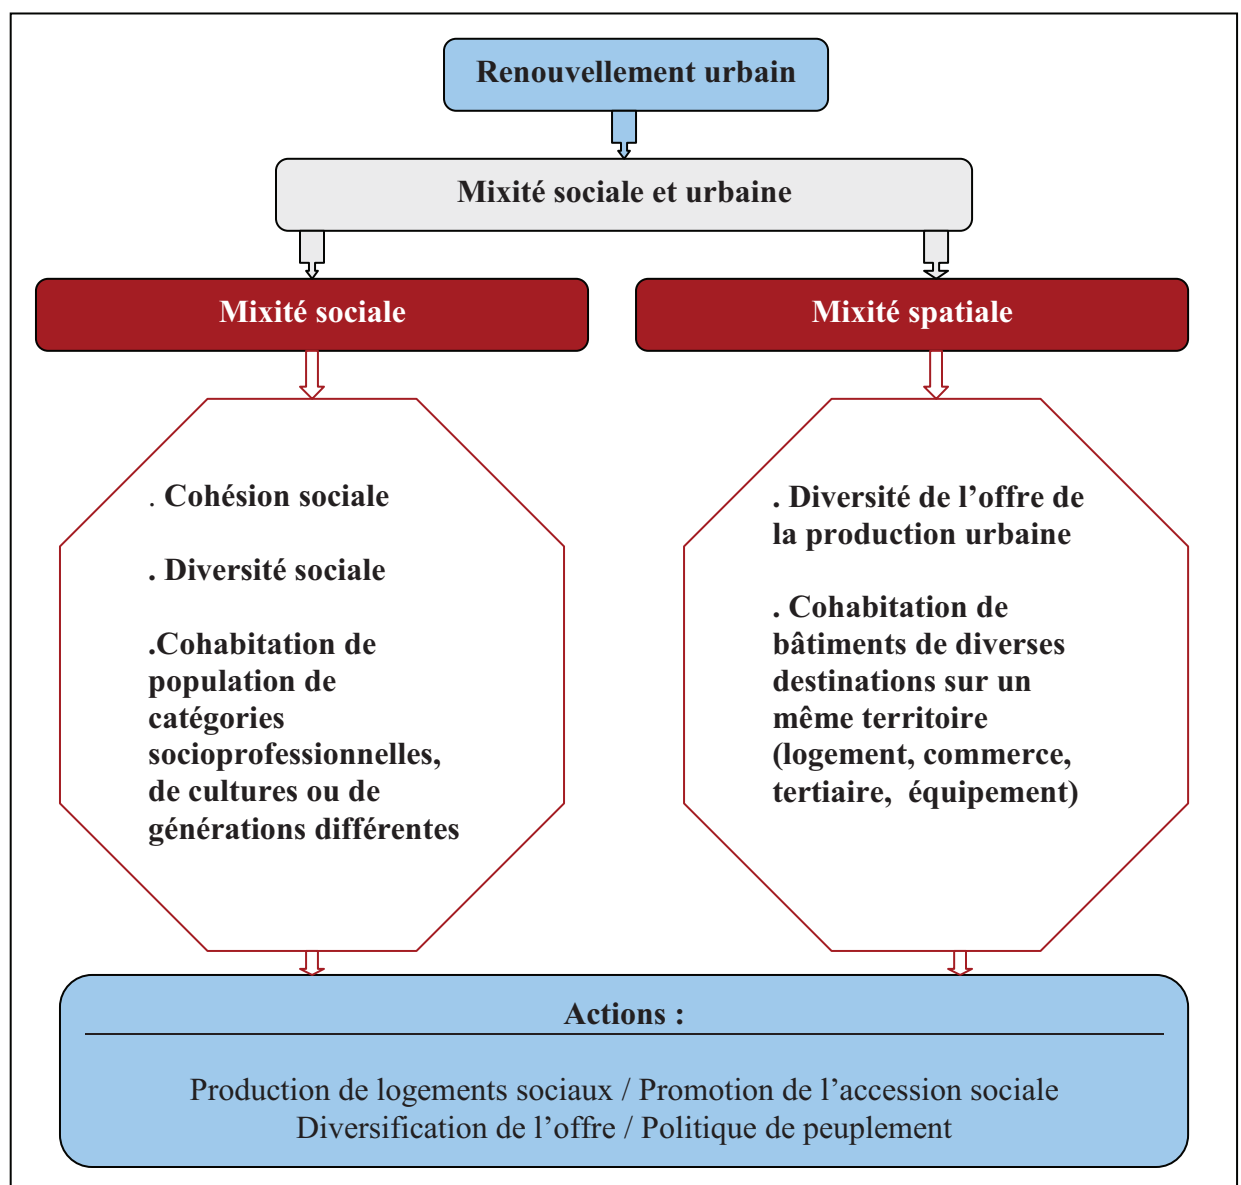 Renouvellement urbain
Mixité sociale et urbaine
Mixité sociale
Mixité spatiale
. Cohésion sociale
. Diversité sociale
.Cohabitation de
population de
catégories
socioprofessionnelles,
de cultures ou de
générations différentes
. Diversité de l’offre de
la production urbaine
. Cohabitation de
bâtiments de diverses
destinations sur un
même territoire
(logement, commerce,
tertiaire,  équipement)
Actions :
Production de logements sociaux / Promotion de l’accession sociale
Diversification de l’offre / Politique de peuplement